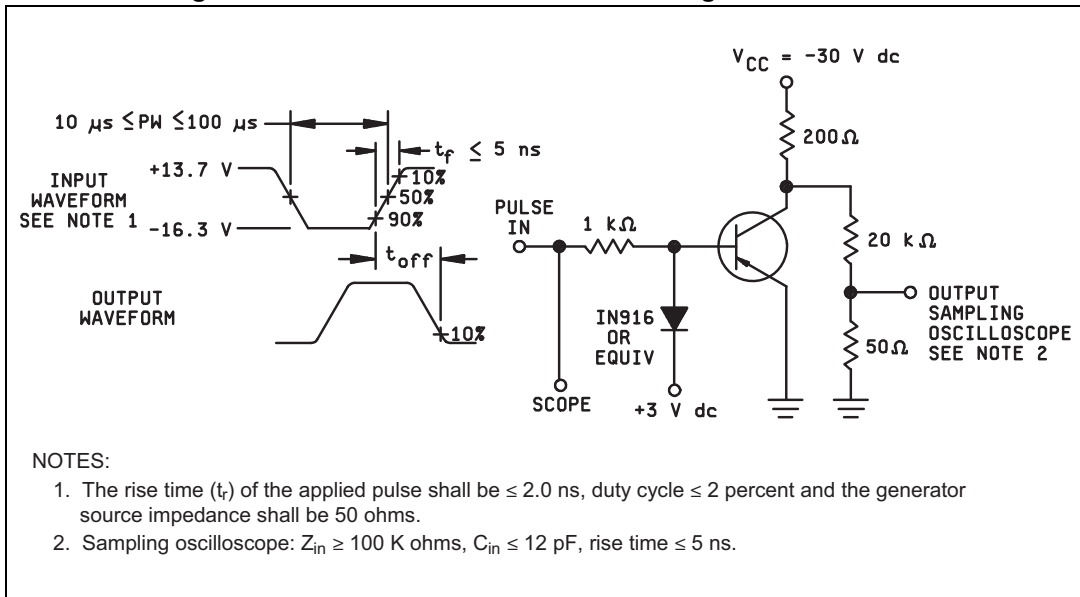 V_CC = -30 V dc
200Ω
10 µs ≤PW ≤100 µs
t_f ≤ 5 ns
+13.7 V
10%
INPUT
WAVEFORM
SEE NOTE 1
50%
-16.3 V
90%
t_off
PULSE
IN
1 kΩ
20 kΩ
OUTPUT
WAVEFORM
10%
IN916
OR
EQUIV
OUTPUT
SAMPLING
OSCILLOSCOPE
SEE NOTE 2
50Ω
SCOPE
+3 V dc
NOTES:
1. The rise time (t_r) of the applied pulse shall be ≤ 2.0 ns, duty cycle ≤ 2 percent and the generator
source impedance shall be 50 ohms.
2. Sampling oscilloscope: Z_in ≥ 100 K ohms, C_in ≤ 12 pF, rise time ≤ 5 ns.